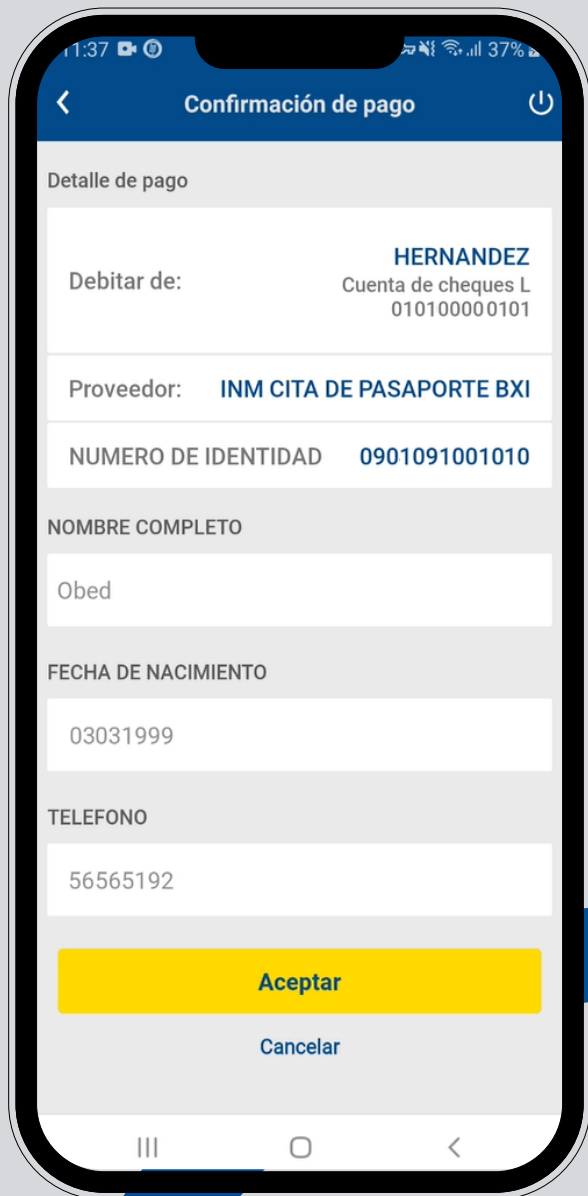 11:37 37%
Confirmación de pago
Detalle de pago
HERNANDEZ
Debitar de: Cuenta de cheques L
010100000101
Proveedor: INM CITA DE PASAPORTE BXI
NUMERO DE IDENTIDAD 0901091001010
NOMBRE COMPLETO
Obed
FECHA DE NACIMIENTO
03031999
TELEFONO
56565192
Aceptar
Cancelar